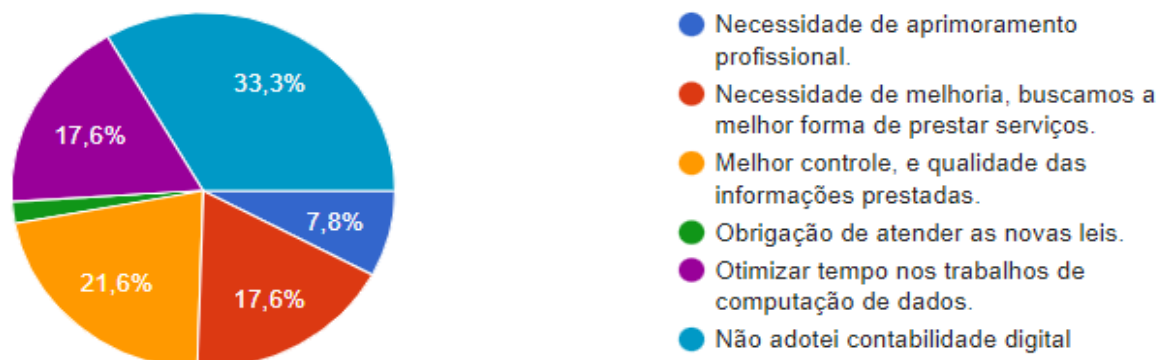 33,3%
17,6%
7,8%
21,6%
17,6%
Necessidade de aprimoramento
profissional.
Necessidade de melhoria, buscamos a
melhor forma de prestar serviços.
Melhor controle, e qualidade das
informações prestadas.
Obrigação de atender as novas leis.
Otimizar tempo nos trabalhos de
computação de dados.
Não adotei contabilidade digital